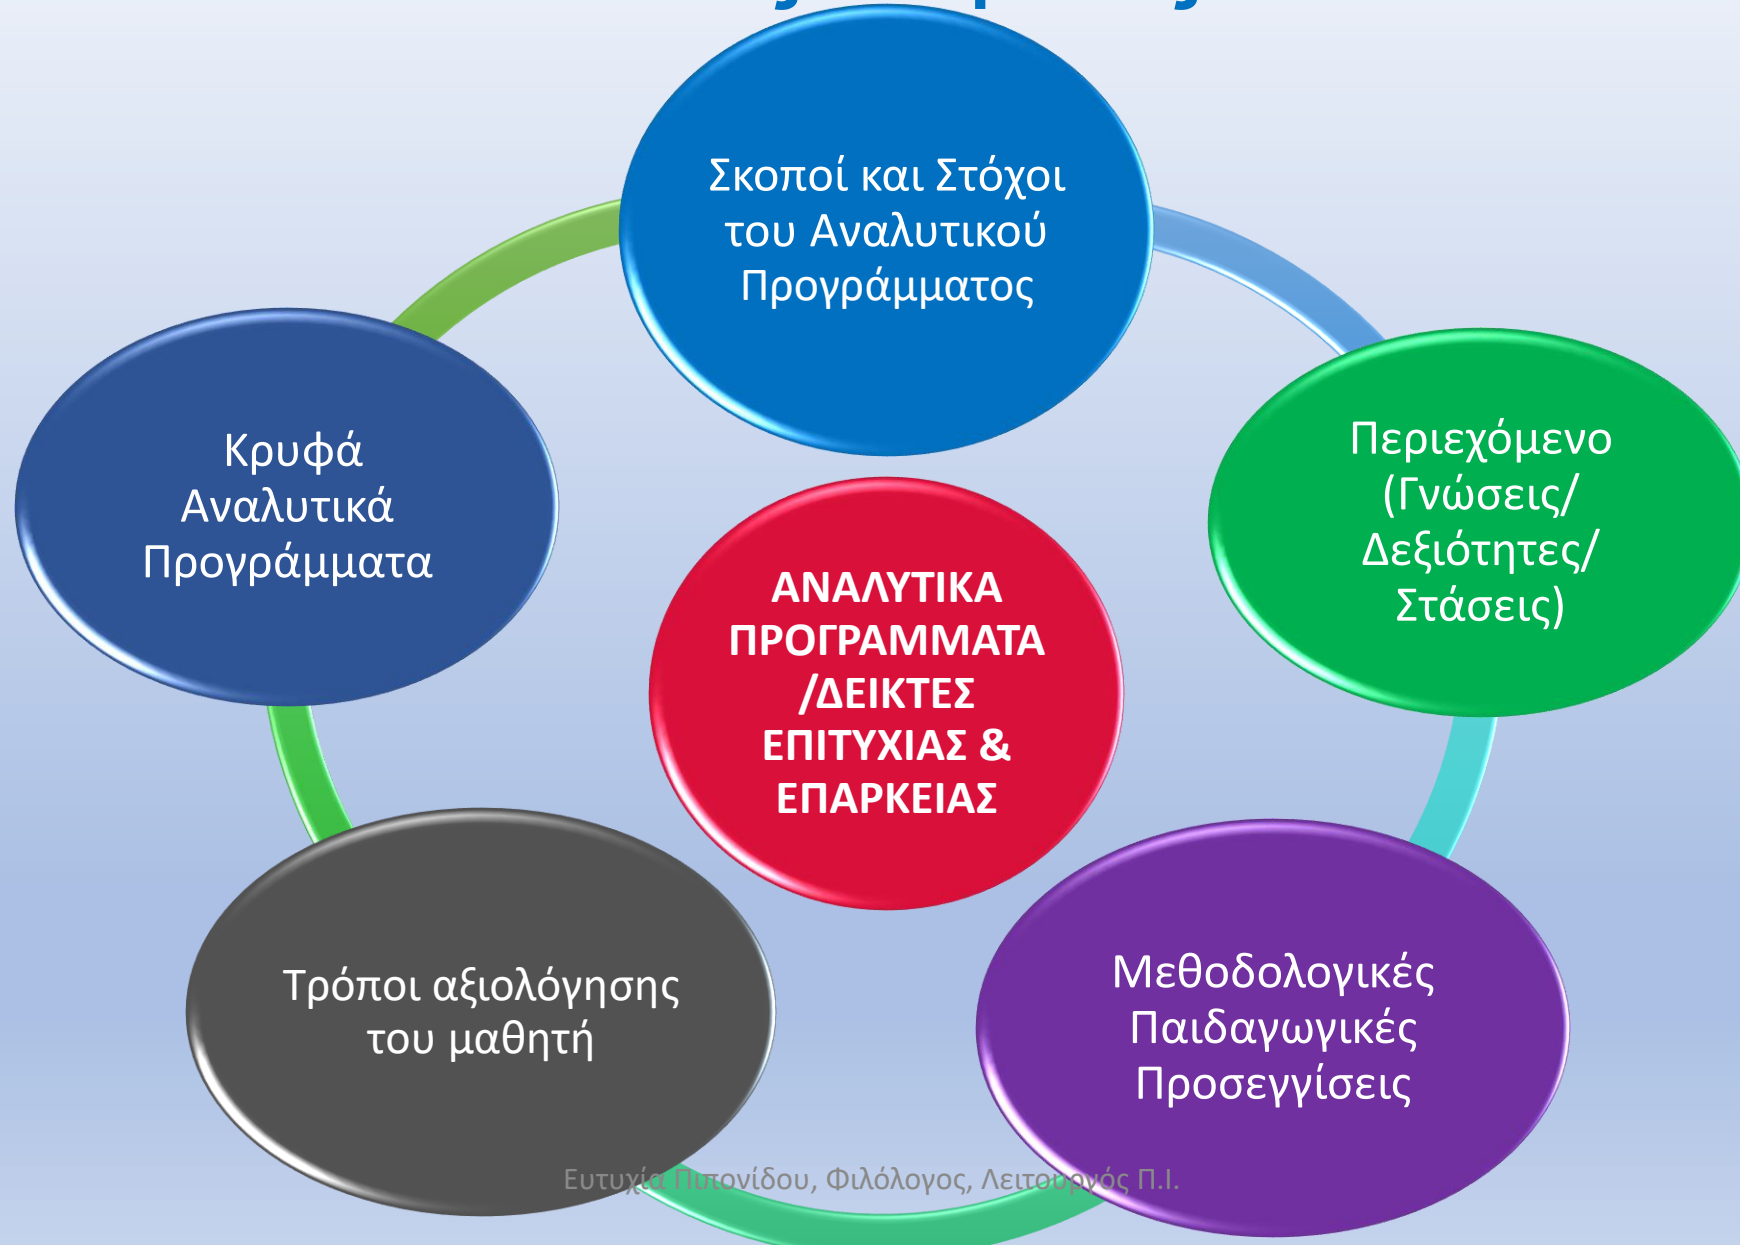 Σκοποί και Στόχοι
του Αναλυτικού
Προγράμματος
Περιεχόμενο
(Γνώσεις/
Δεξιότητες/
Στάσεις)
Μεθοδολογικές
Παιδαγωγικές
Προσεγγίσεις
Τρόποι αξιολόγησης
του μαθητή
Κρυφά
Αναλυτικά
Προγράμματα
ΑΝΑΛΥΤΙΚΑ
ΠΡΟΓΡΑΜΜΑΤΑ
/ΔΕΙΚΤΕΣ
ΕΠΙΤΥΧΙΑΣ &
ΕΠΑΡΚΕΙΑΣ
Ευτυχία Πιπονίδου, Φιλόλογος, Λειτουργός Π.Ι.